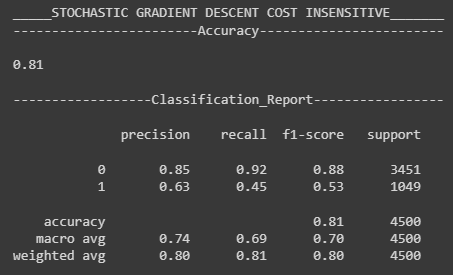 _____STOCHASTIC GRADIENT DESCENT COST INSENSITIVE_______
------------------------Accuracy------------------------
0.81
------------------Classification_Report-----------------
precision recall f1-score support
0 0.85 0.92 0.88 3451
1 0.63 0.45 0.53 1049
accuracy 0.81 4500
macro avg 0.74 0.69 0.70 4500
weighted avg 0.80 0.81 0.80 4500